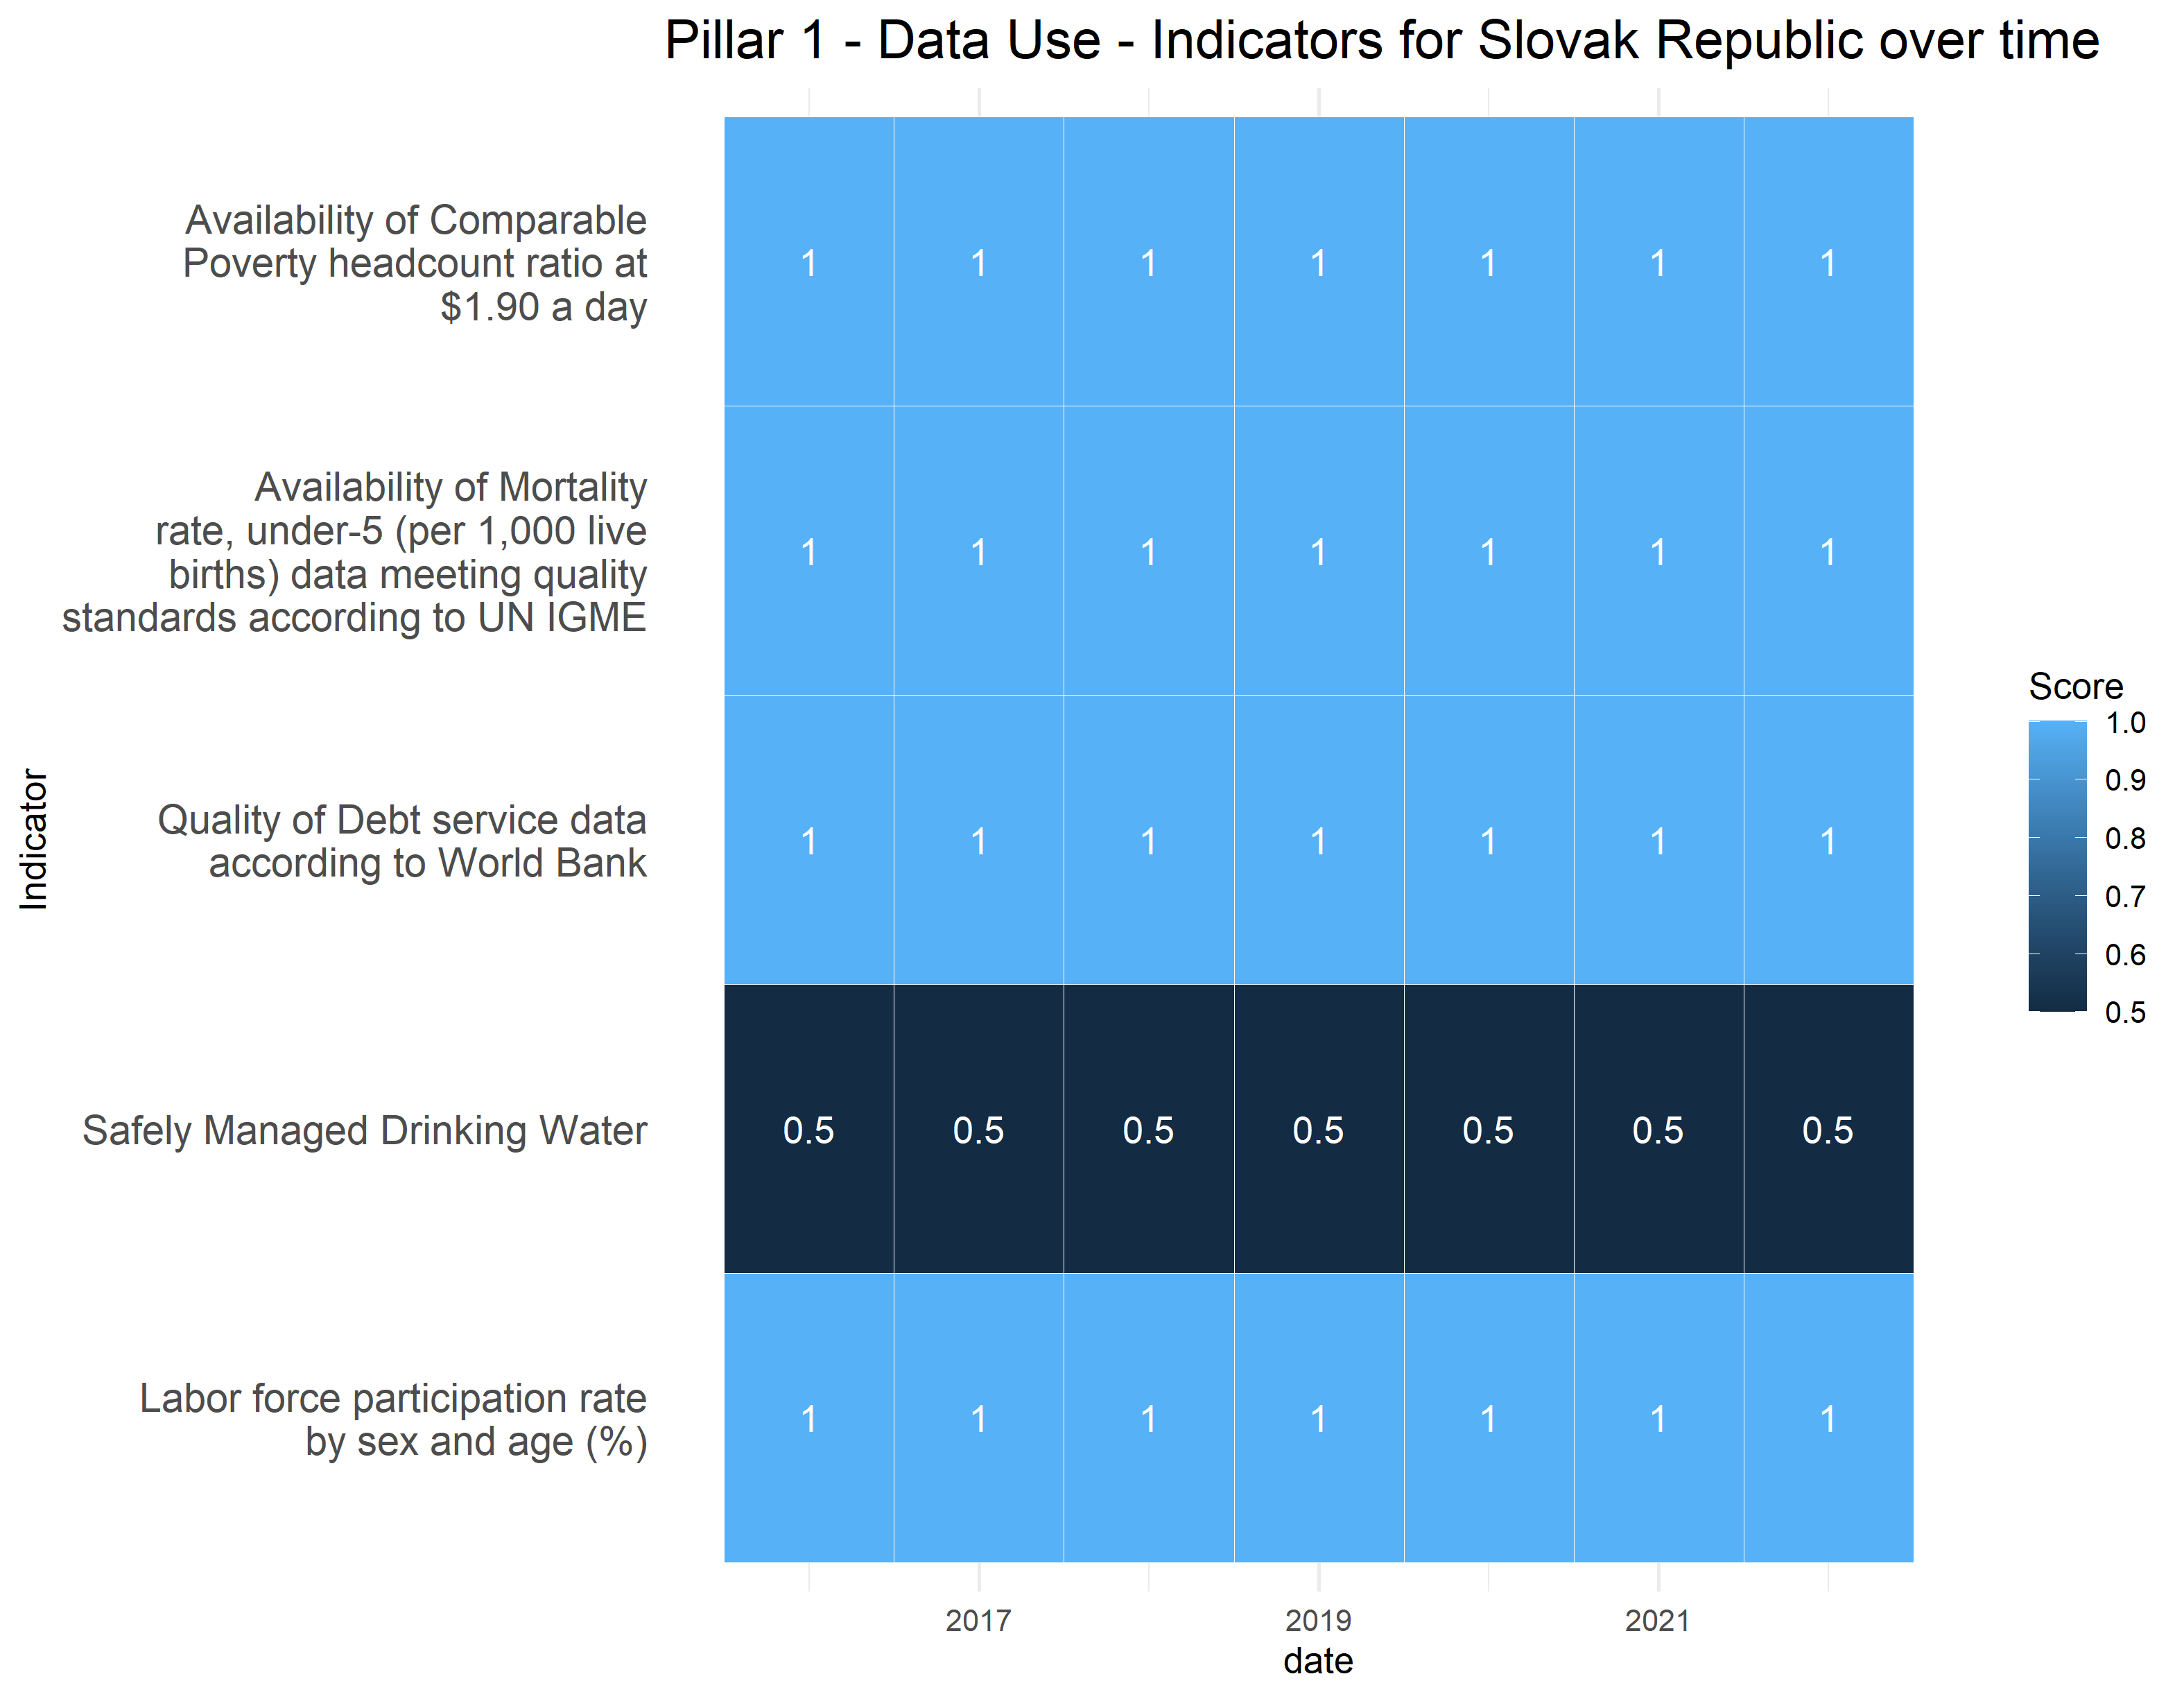 Pillar 1 - Data Use - Indicators for Slovak Republic over time
Availability of Comparable
Poverty headcount ratio at
$1.90 a day
1 1 1 1 1 1 1
Availability of Mortality
rate, under-5 (per 1,000 live
births) data meeting quality
standards according to UN IGME
1 1 1 1 1 1 1
Quality of Debt service data
according to World Bank
1 1 1 1 1 1 1
Safely Managed Drinking Water
0.5 0.5 0.5 0.5 0.5 0.5 0.5
Labor force participation rate
by sex and age (%)
1 1 1 1 1 1 1
Indicator
2017 2019 2021
date
Score
1.0
0.9
0.8
0.7
0.6
0.5